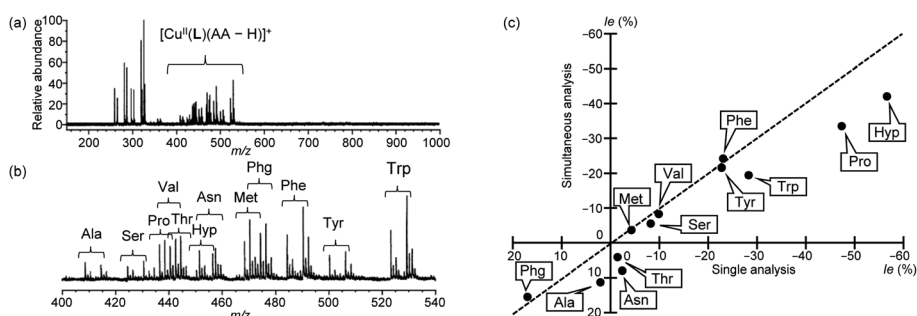 (a)
[Cuᴵᴵ(L)(AA − H)]⁺
Relative abundance
100
80
60
40
20
0
200 300 400 500 600 700 800 900 1000
m/z
(b)
Ala
Ser
Pro
Val
Thr
Hyp
Asn
Met
Phg
Phe
Tyr
Trp
400 420 440 460 480 500 520 540
m/z
(c)
Ie (%)
Simultaneous analysis
−60
−40
−30
−20
−10
0
10
20
20 10 −10 −20 −30 −40 −50 −60
Single analysis
Ie (%)
Phe
Hyp
Pro
Val
Trp
Tyr
Met
Ser
Phg
Ala
Thr
Asn